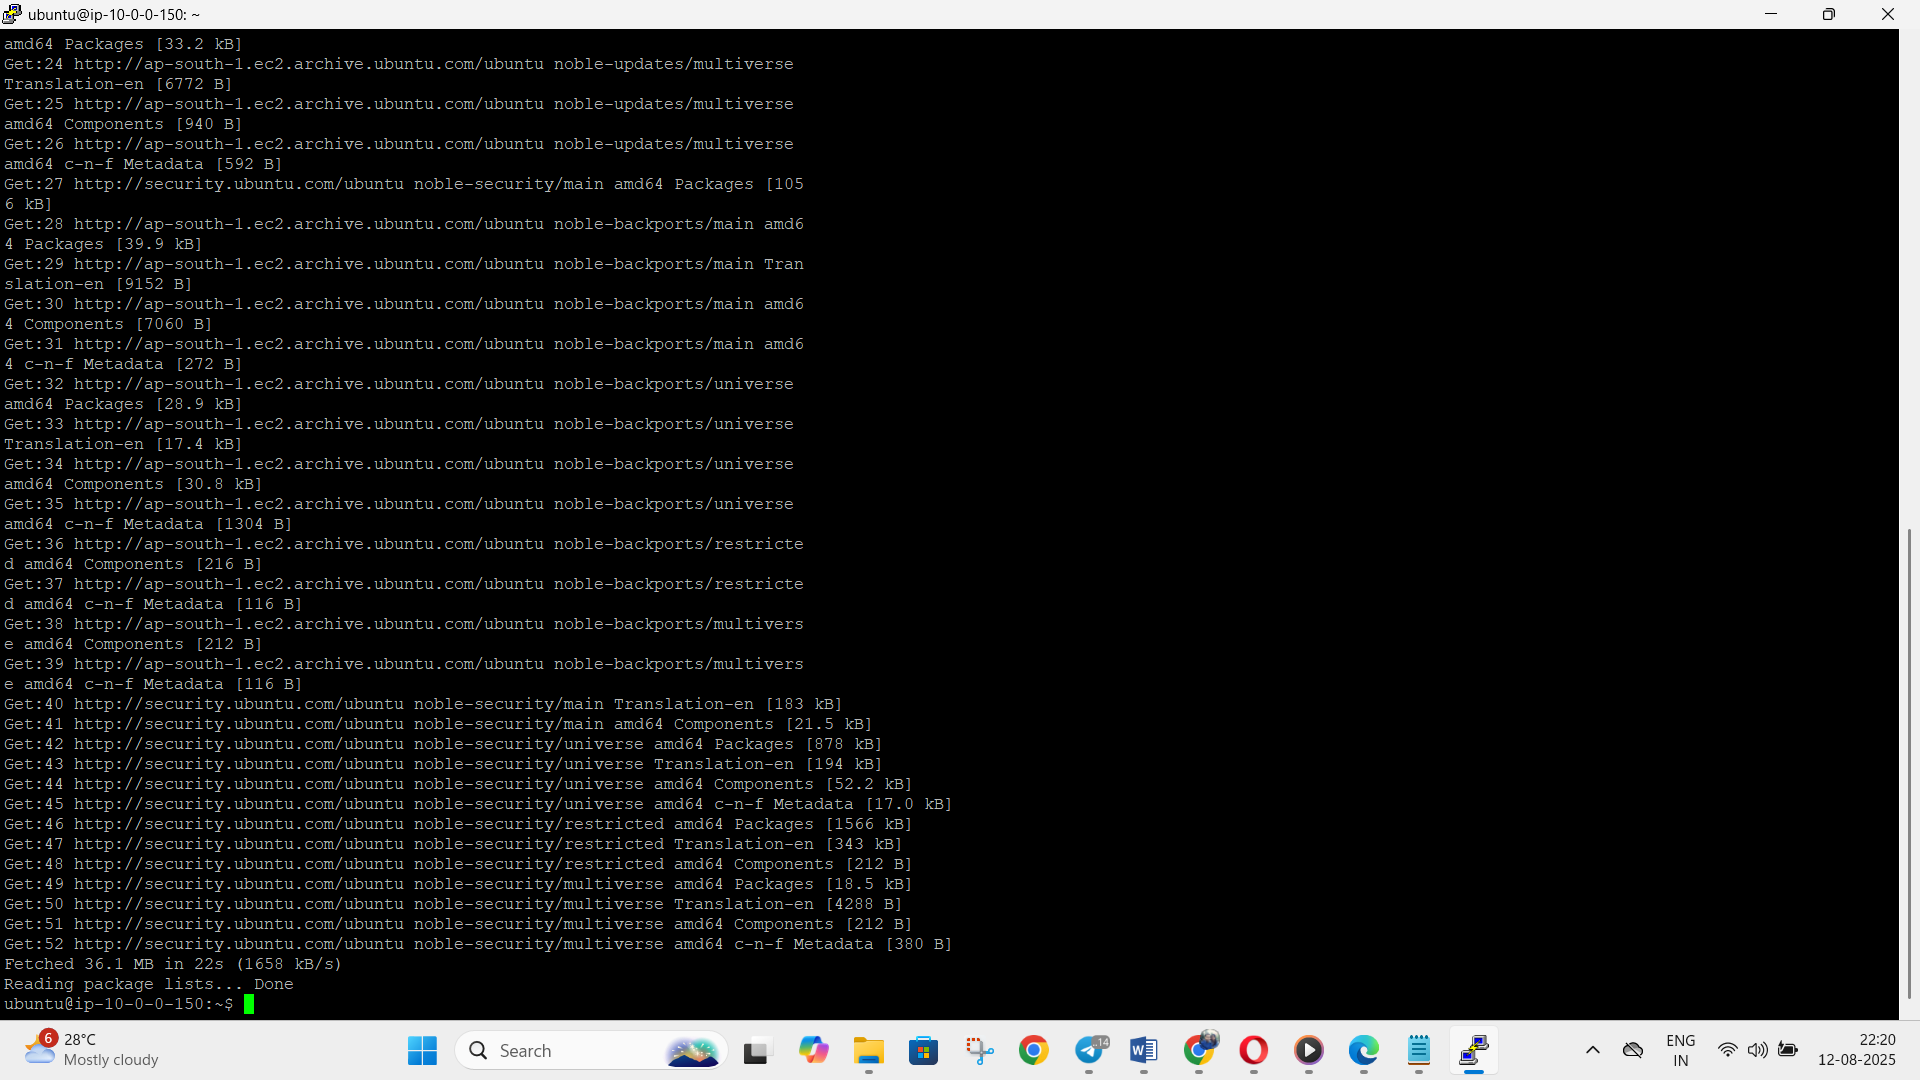 ubuntu@ip-10-0-0-150: ~
amd64 Packages [33.2 kB]
Get:24 http://ap-south-1.ec2.archive.ubuntu.com/ubuntu noble-updates/multiverse
Translation-en [6772 B]
Get:25 http://ap-south-1.ec2.archive.ubuntu.com/ubuntu noble-updates/multiverse
amd64 Components [940 B]
Get:26 http://ap-south-1.ec2.archive.ubuntu.com/ubuntu noble-updates/multiverse
amd64 c-n-f Metadata [592 B]
Get:27 http://security.ubuntu.com/ubuntu noble-security/main amd64 Packages [105
6 kB]
Get:28 http://ap-south-1.ec2.archive.ubuntu.com/ubuntu noble-backports/main amd6
4 Packages [39.9 kB]
Get:29 http://ap-south-1.ec2.archive.ubuntu.com/ubuntu noble-backports/main Tran
slation-en [9152 B]
Get:30 http://ap-south-1.ec2.archive.ubuntu.com/ubuntu noble-backports/main amd6
4 Components [7060 B]
Get:31 http://ap-south-1.ec2.archive.ubuntu.com/ubuntu noble-backports/main amd6
4 c-n-f Metadata [272 B]
Get:32 http://ap-south-1.ec2.archive.ubuntu.com/ubuntu noble-backports/universe
amd64 Packages [28.9 kB]
Get:33 http://ap-south-1.ec2.archive.ubuntu.com/ubuntu noble-backports/universe
Translation-en [17.4 kB]
Get:34 http://ap-south-1.ec2.archive.ubuntu.com/ubuntu noble-backports/universe
amd64 Components [30.8 kB]
Get:35 http://ap-south-1.ec2.archive.ubuntu.com/ubuntu noble-backports/universe
amd64 c-n-f Metadata [1304 B]
Get:36 http://ap-south-1.ec2.archive.ubuntu.com/ubuntu noble-backports/restricte
d amd64 Components [216 B]
Get:37 http://ap-south-1.ec2.archive.ubuntu.com/ubuntu noble-backports/restricte
d amd64 c-n-f Metadata [116 B]
Get:38 http://ap-south-1.ec2.archive.ubuntu.com/ubuntu noble-backports/multivers
e amd64 Components [212 B]
Get:39 http://ap-south-1.ec2.archive.ubuntu.com/ubuntu noble-backports/multivers
e amd64 c-n-f Metadata [116 B]
Get:40 http://security.ubuntu.com/ubuntu noble-security/main Translation-en [183 kB]
Get:41 http://security.ubuntu.com/ubuntu noble-security/main amd64 Components [21.5 kB]
Get:42 http://security.ubuntu.com/ubuntu noble-security/universe amd64 Packages [878 kB]
Get:43 http://security.ubuntu.com/ubuntu noble-security/universe Translation-en [194 kB]
Get:44 http://security.ubuntu.com/ubuntu noble-security/universe amd64 Components [52.2 kB]
Get:45 http://security.ubuntu.com/ubuntu noble-security/universe amd64 c-n-f Metadata [17.0 kB]
Get:46 http://security.ubuntu.com/ubuntu noble-security/restricted amd64 Packages [1566 kB]
Get:47 http://security.ubuntu.com/ubuntu noble-security/restricted Translation-en [343 kB]
Get:48 http://security.ubuntu.com/ubuntu noble-security/restricted amd64 Components [212 B]
Get:49 http://security.ubuntu.com/ubuntu noble-security/multiverse amd64 Packages [18.5 kB]
Get:50 http://security.ubuntu.com/ubuntu noble-security/multiverse Translation-en [4288 B]
Get:51 http://security.ubuntu.com/ubuntu noble-security/multiverse amd64 Components [212 B]
Get:52 http://security.ubuntu.com/ubuntu noble-security/multiverse amd64 c-n-f Metadata [380 B]
Fetched 36.1 MB in 22s (1658 kB/s)
Reading package lists... Done
ubuntu@ip-10-0-0-150:~$
6 28°C
Mostly cloudy
Search
.14
ENG
IN
22:20
12-08-2025